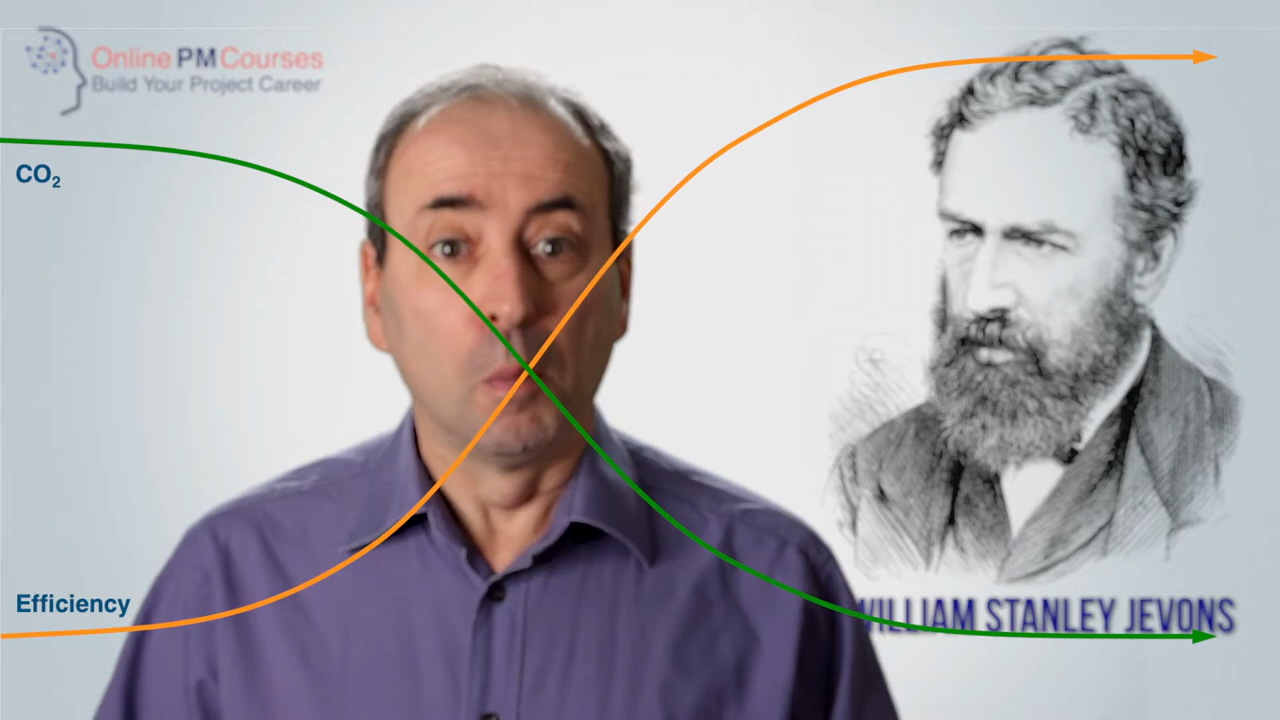 Online PM Courses
Build Your Project Career
CO₂
Efficiency
WILLIAM STANLEY JEVONS